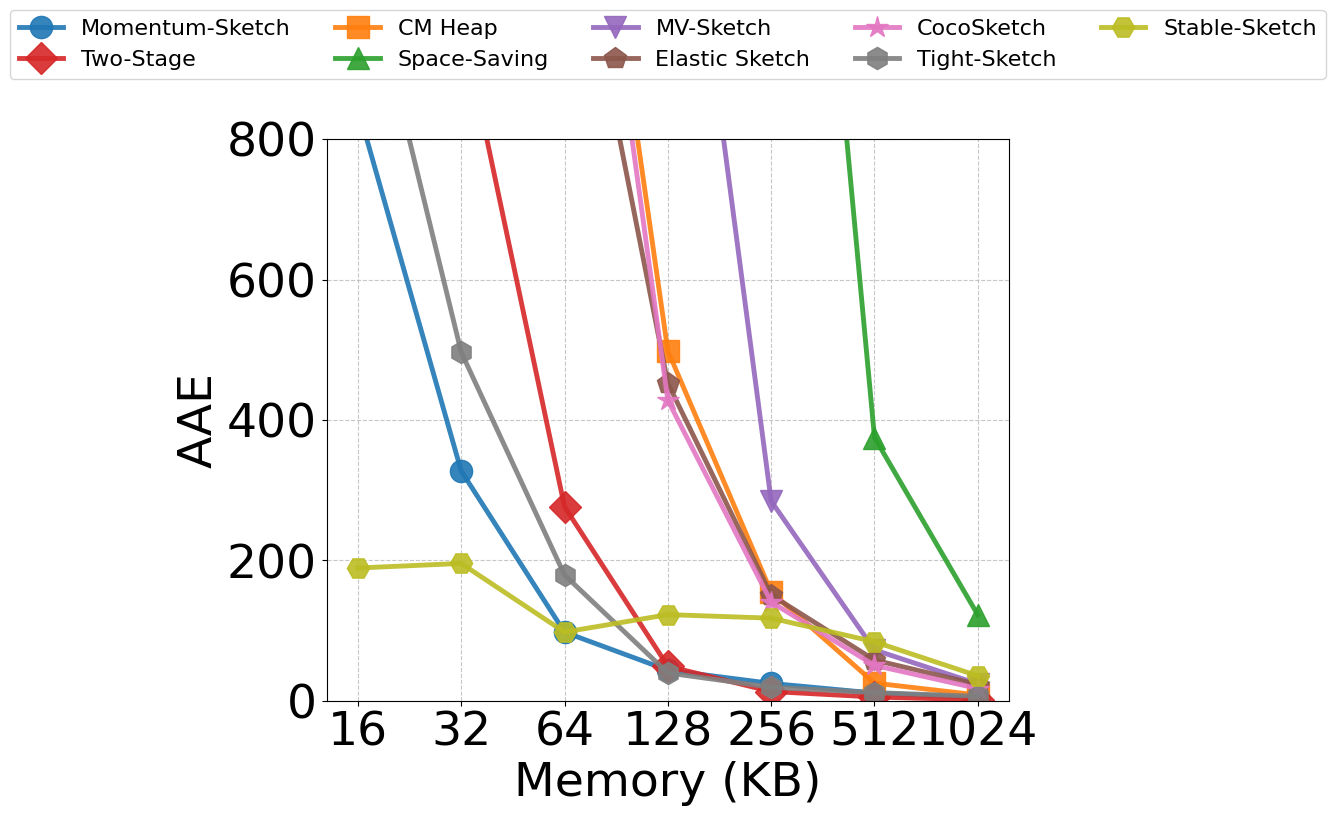 Momentum-Sketch CM Heap MV-Sketch CocoSketch Stable-Sketch
Two-Stage Space-Saving Elastic Sketch Tight-Sketch
800
600
400
200
0
AAE
16 32 64 128 256 512 1024
Memory (KB)